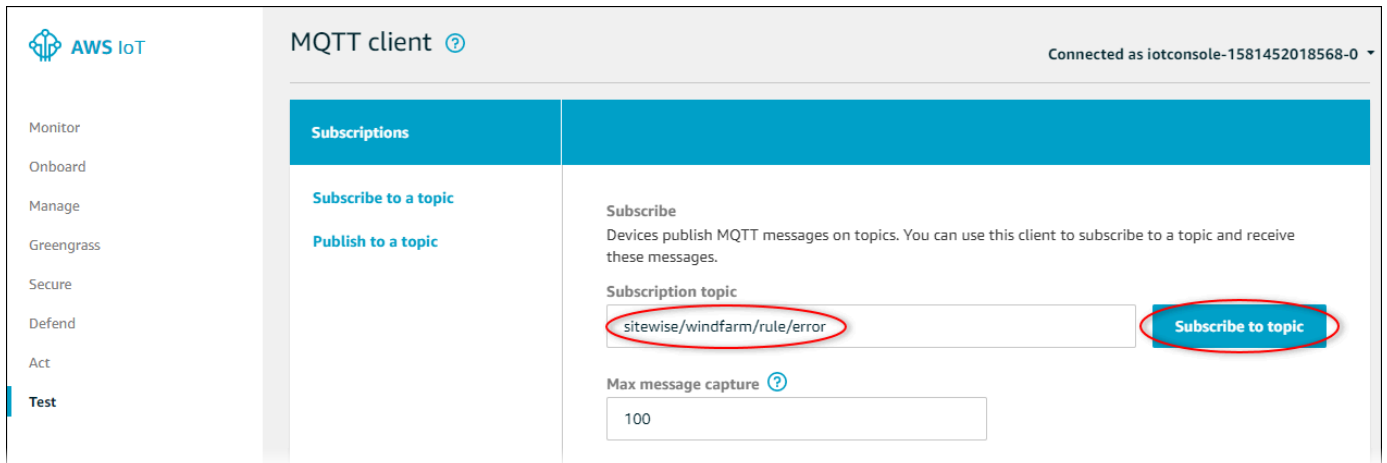 AWS IoT
MQTT client ?
Connected as iotconsole-1581452018568-0
Monitor
Onboard
Manage
Greengrass
Secure
Defend
Act
Test
Subscriptions
Subscribe to a topic
Publish to a topic
Subscribe
Devices publish MQTT messages on topics. You can use this client to subscribe to a topic and receive
these messages.
Subscription topic
sitewise/windfarm/rule/error
Subscribe to topic
Max message capture ?
100